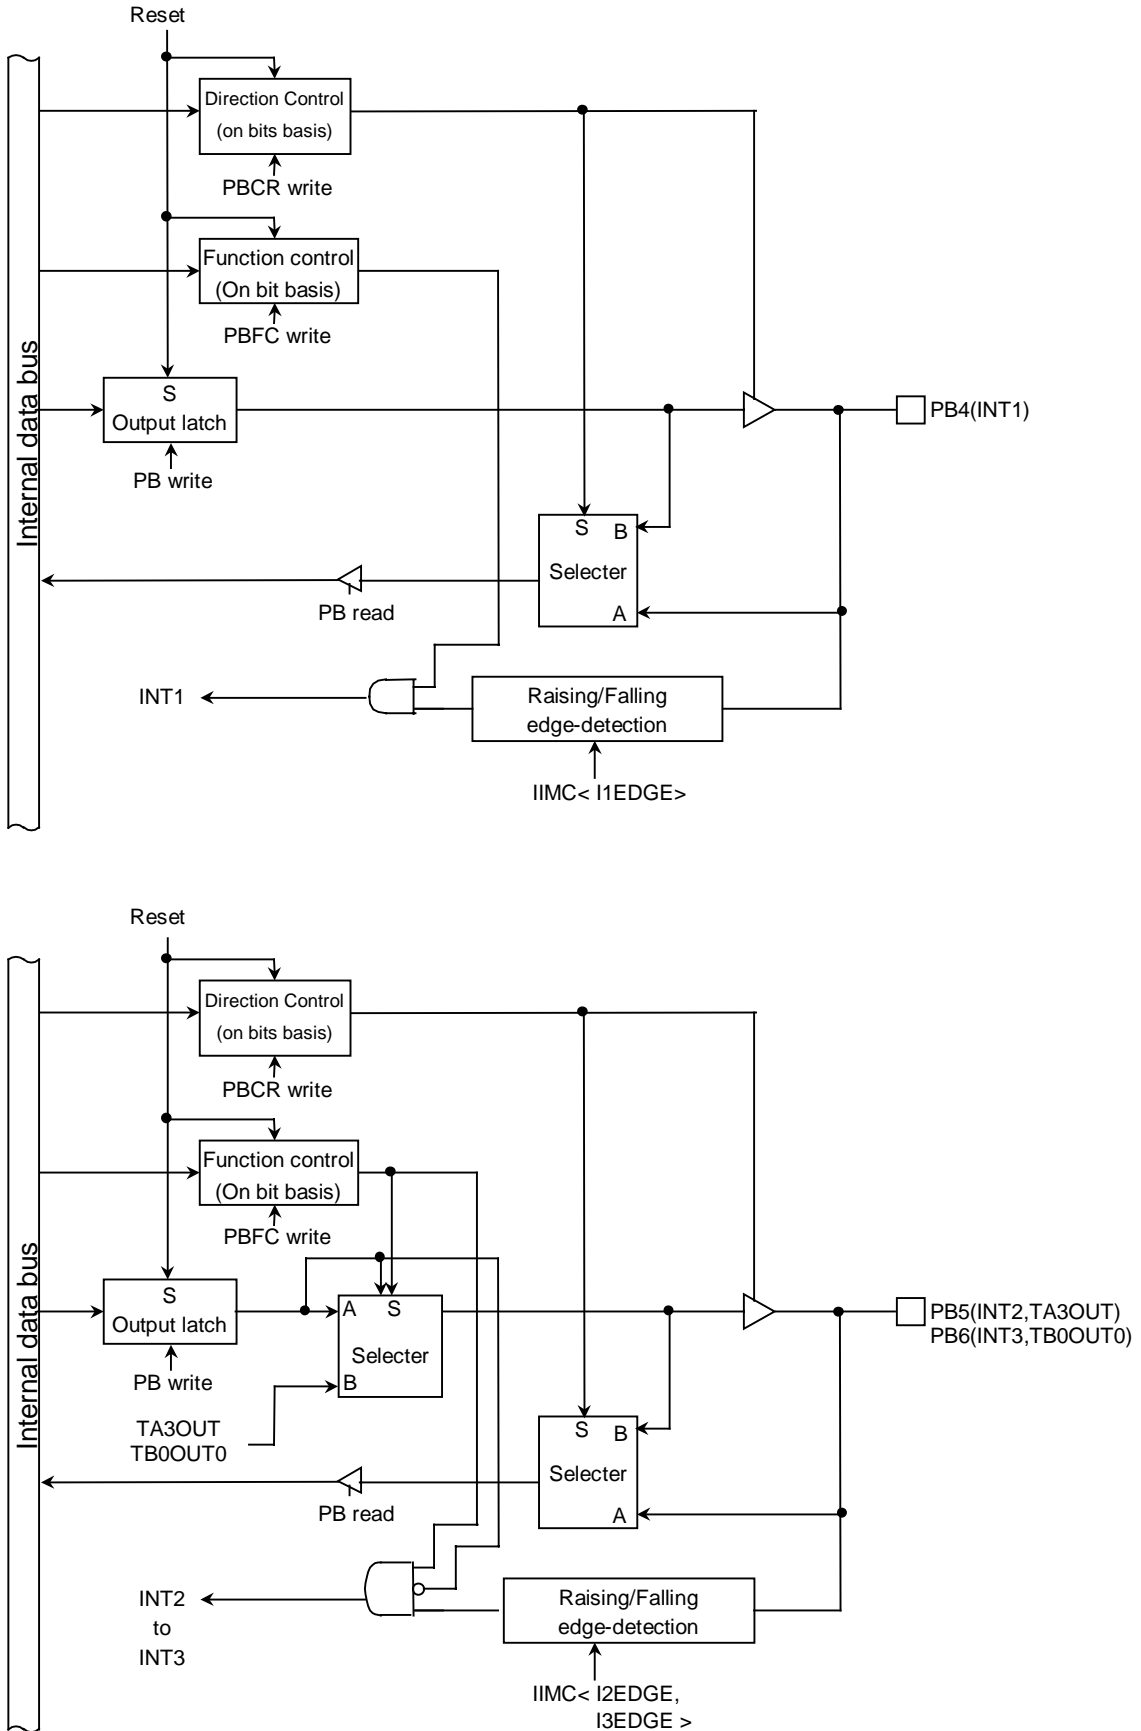 Reset
Direction Control
(on bits basis)
PBCR write
Function control
(On bit basis)
PBFC write
Internal data bus
S
Output latch
PB write
PB4(INT1)
S
B
Selecter
A
PB read
INT1
Raising/Falling
edge-detection
IIMC< I1EDGE>
Reset
Direction Control
(on bits basis)
PBCR write
Function control
(On bit basis)
PBFC write
Internal data bus
S
Output latch
PB write
A S
Selecter
B
TA3OUT
TB0OUT0
PB5(INT2,TA3OUT)
PB6(INT3,TB0OUT0)
S
B
Selecter
A
PB read
INT2
to
INT3
Raising/Falling
edge-detection
IIMC< I2EDGE,
I3EDGE >